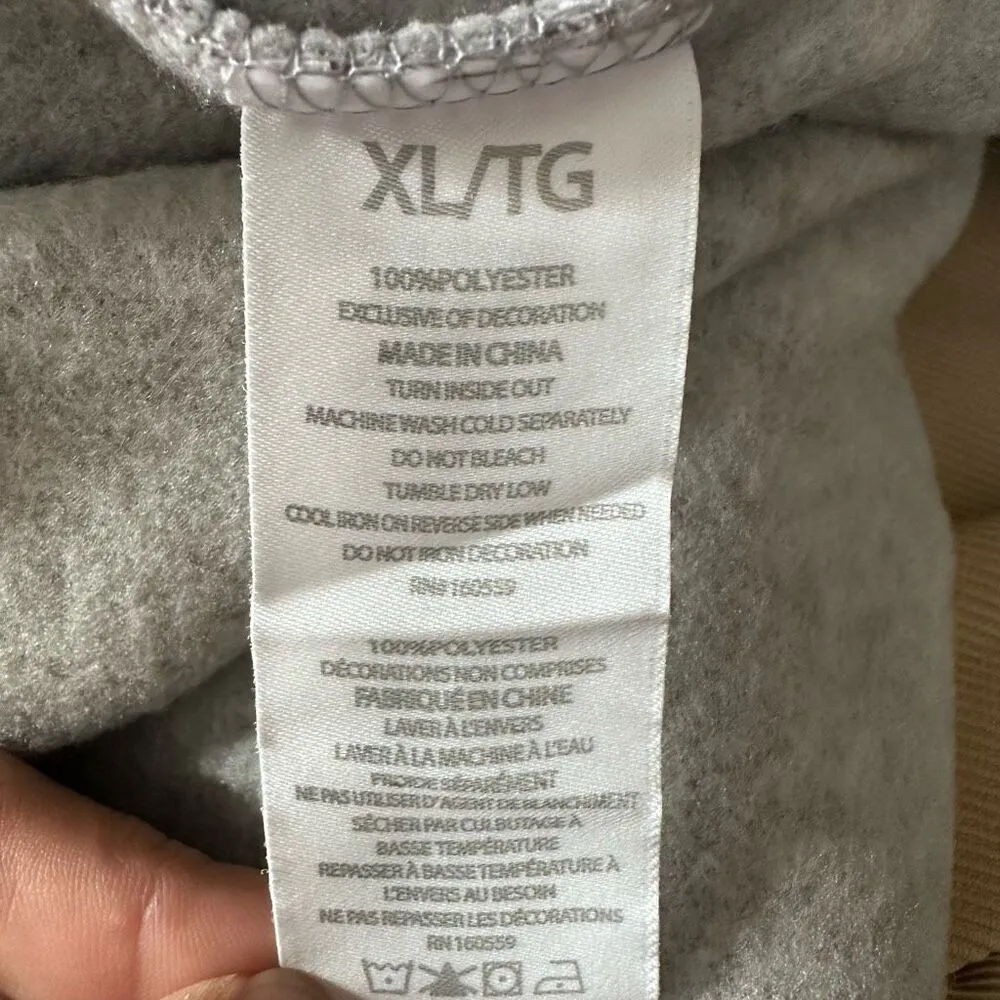 XL/TG
100%POLYESTER
EXCLUSIVE OF DECORATION
MADE IN CHINA
TURN INSIDE OUT
MACHINE WASH COLD SEPARATELY
DO NOT BLEACH
TUMBLE DRY LOW
COOL IRON ON REVERSE SIDE WHEN NEEDED
DO NOT IRON DECORATION
RN# 160559
100%POLYESTER
DÉCORATIONS NON COMPRISES
FABRIQUÉ EN CHINE
LAVER À L'ENVERS
LAVER À LA MACHINE À L'EAU
FROIDE SÉPARÉMENT
NE PAS UTILISER D'AGENT DE BLANCHIMENT
SÉCHER PAR CULBUTAGE À
BASSE TEMPÉRATURE
REPASSER À BASSE TEMPÉRATURE À
L'ENVERS AU BESOIN
NE PAS REPASSER LES DÉCORATIONS
RN 160559